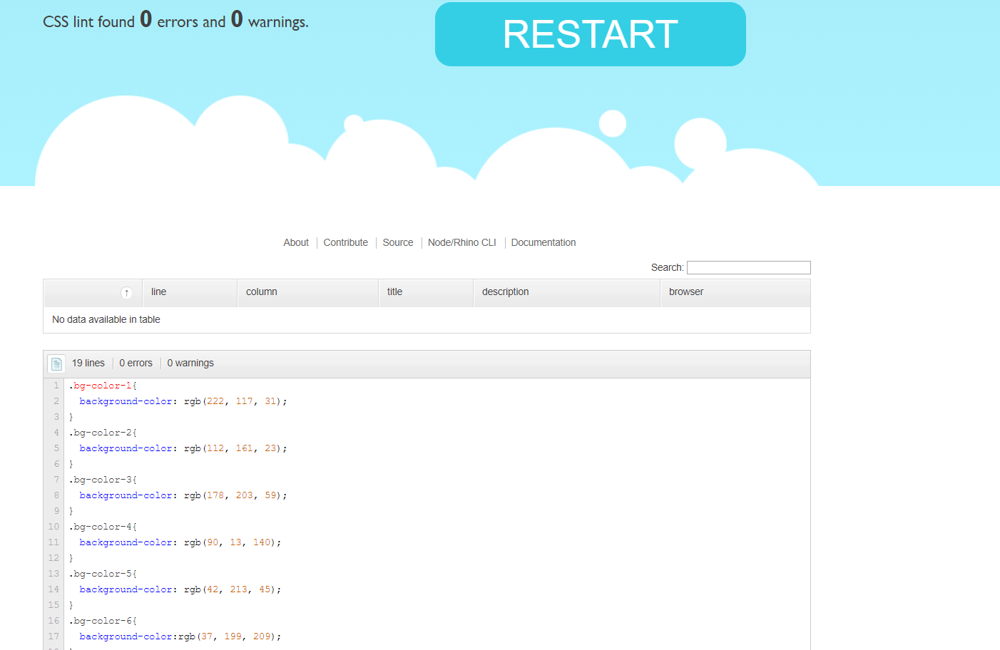 CSS lint found 0 errors and 0 warnings.
RESTART
About
Contribute
Source
Node/Rhino CLI
Documentation
Search:
↑ line column title description browser
No data available in table
19 lines 0 errors 0 warnings
1 .bg-color-1{
2 background-color: rgb(222, 117, 31);
3 }
4 .bg-color-2{
5 background-color: rgb(112, 161, 23);
6 }
7 .bg-color-3{
8 background-color: rgb(178, 203, 59);
9 }
10 .bg-color-4{
11 background-color: rgb(90, 13, 140);
12 }
13 .bg-color-5{
14 background-color: rgb(42, 213, 45);
15 }
16 .bg-color-6{
17 background-color:rgb(37, 199, 209);